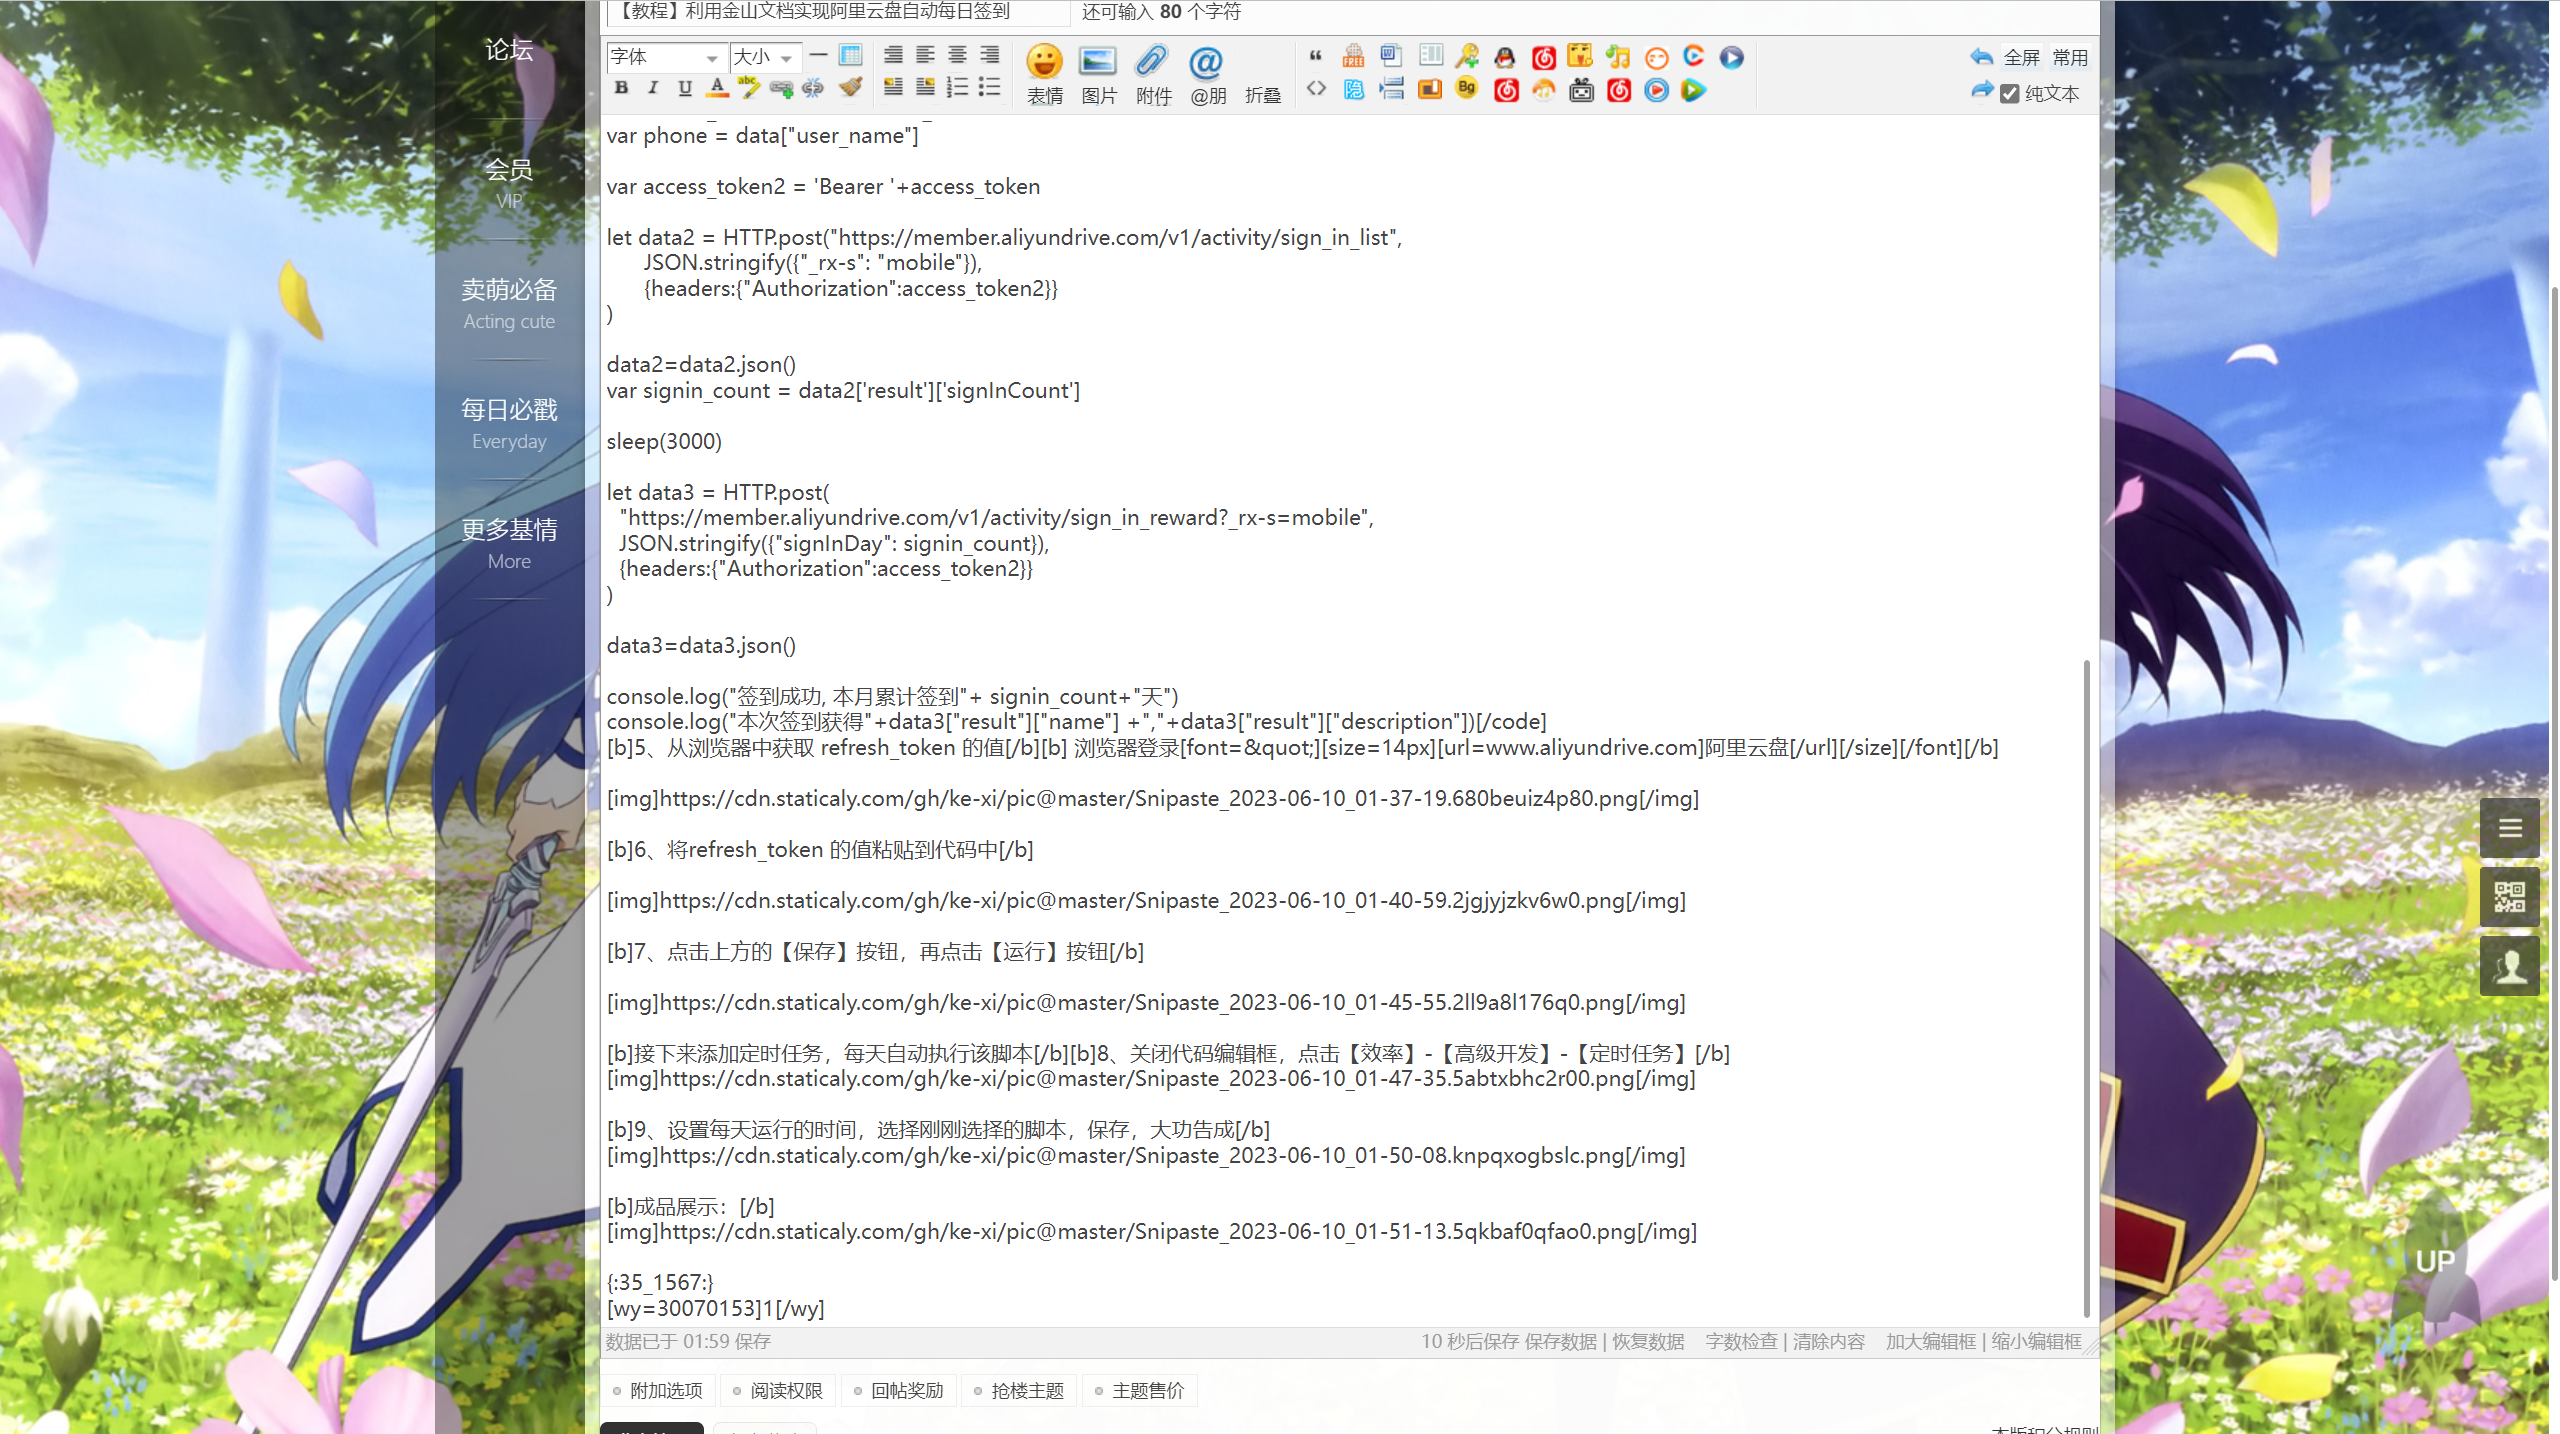 【教程】利用金山文档实现阿里云盘自动每日签到 还可输入 80 个字符
论坛
会员
VIP
卖萌必备
Acting cute
每日必戳
Everyday
更多基情
More
字体 大小
B I U A abc
表情 图片 附件 @朋 折叠
FREE
W
隐
Bg
全屏 常用
纯文本
var phone = data["user_name"]
var access_token2 = 'Bearer '+access_token
let data2 = HTTP.post("https://member.aliyundrive.com/v1/activity/sign_in_list",
JSON.stringify({"_rx-s": "mobile"}),
{headers:{"Authorization":access_token2}}
)
data2=data2.json()
var signin_count = data2['result']['signInCount']
sleep(3000)
let data3 = HTTP.post(
"https://member.aliyundrive.com/v1/activity/sign_in_reward?_rx-s=mobile",
JSON.stringify({"signInDay": signin_count}),
{headers:{"Authorization":access_token2}}
)
data3=data3.json()
console.log("签到成功, 本月累计签到"+ signin_count+"天")
console.log("本次签到获得"+data3["result"]["name"] +","+data3["result"]["description"])[/code]
[b]5、从浏览器中获取 refresh_token 的值[/b][b] 浏览器登录[font=&quot;][size=14px][url=www.aliyundrive.com]阿里云盘[/url][/size][/font][/b]
[img]https://cdn.staticaly.com/gh/ke-xi/pic@master/Snipaste_2023-06-10_01-37-19.680beuiz4p80.png[/img]
[b]6、将refresh_token 的值粘贴到代码中[/b]
[img]https://cdn.staticaly.com/gh/ke-xi/pic@master/Snipaste_2023-06-10_01-40-59.2jgjyjzkv6w0.png[/img]
[b]7、点击上方的【保存】按钮，再点击【运行】按钮[/b]
[img]https://cdn.staticaly.com/gh/ke-xi/pic@master/Snipaste_2023-06-10_01-45-55.2ll9a8l176q0.png[/img]
[b]接下来添加定时任务，每天自动执行该脚本[/b][b]8、关闭代码编辑框，点击【效率】-【高级开发】-【定时任务】[/b]
[img]https://cdn.staticaly.com/gh/ke-xi/pic@master/Snipaste_2023-06-10_01-47-35.5abtxbhc2r00.png[/img]
[b]9、设置每天运行的时间，选择刚刚选择的脚本，保存，大功告成[/b]
[img]https://cdn.staticaly.com/gh/ke-xi/pic@master/Snipaste_2023-06-10_01-50-08.knpqxogbslc.png[/img]
[b]成品展示：[/b]
[img]https://cdn.staticaly.com/gh/ke-xi/pic@master/Snipaste_2023-06-10_01-51-13.5qkbaf0qfao0.png[/img]
{:35_1567:}
[wy=30070153]1[/wy]
数据已于 01:59 保存 10 秒后保存 保存数据 | 恢复数据 字数检查 | 清除内容 加大编辑框 | 缩小编辑框
附加选项 阅读权限 回帖奖励 抢楼主题 主题售价
UP